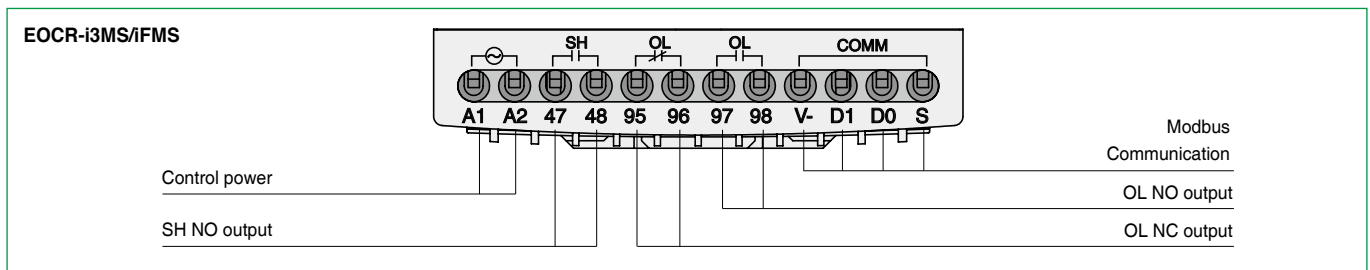 EOCR-i3MS/iFMS
SH OL OL COMM
A1 A2 47 48 95 96 97 98 V- D1 D0 S
Modbus
Communication
Control power
OL NO output
SH NO output
OL NC output